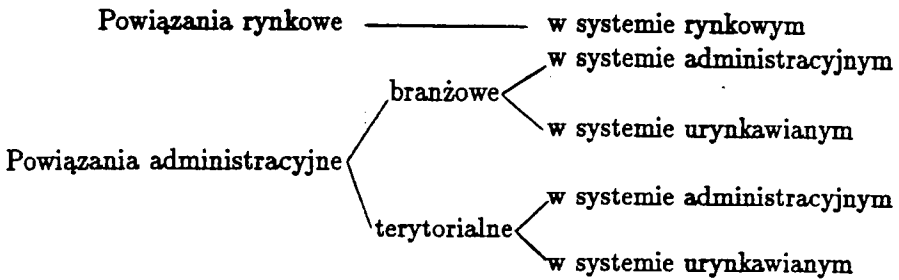 Powiązania rynkowe w systemie rynkowym
w systemie administracyjnym
branżowe
w systemie urynkawianym
Powiązania administracyjne
w systemie administracyjnym
terytorialne
w systemie urynkawianym